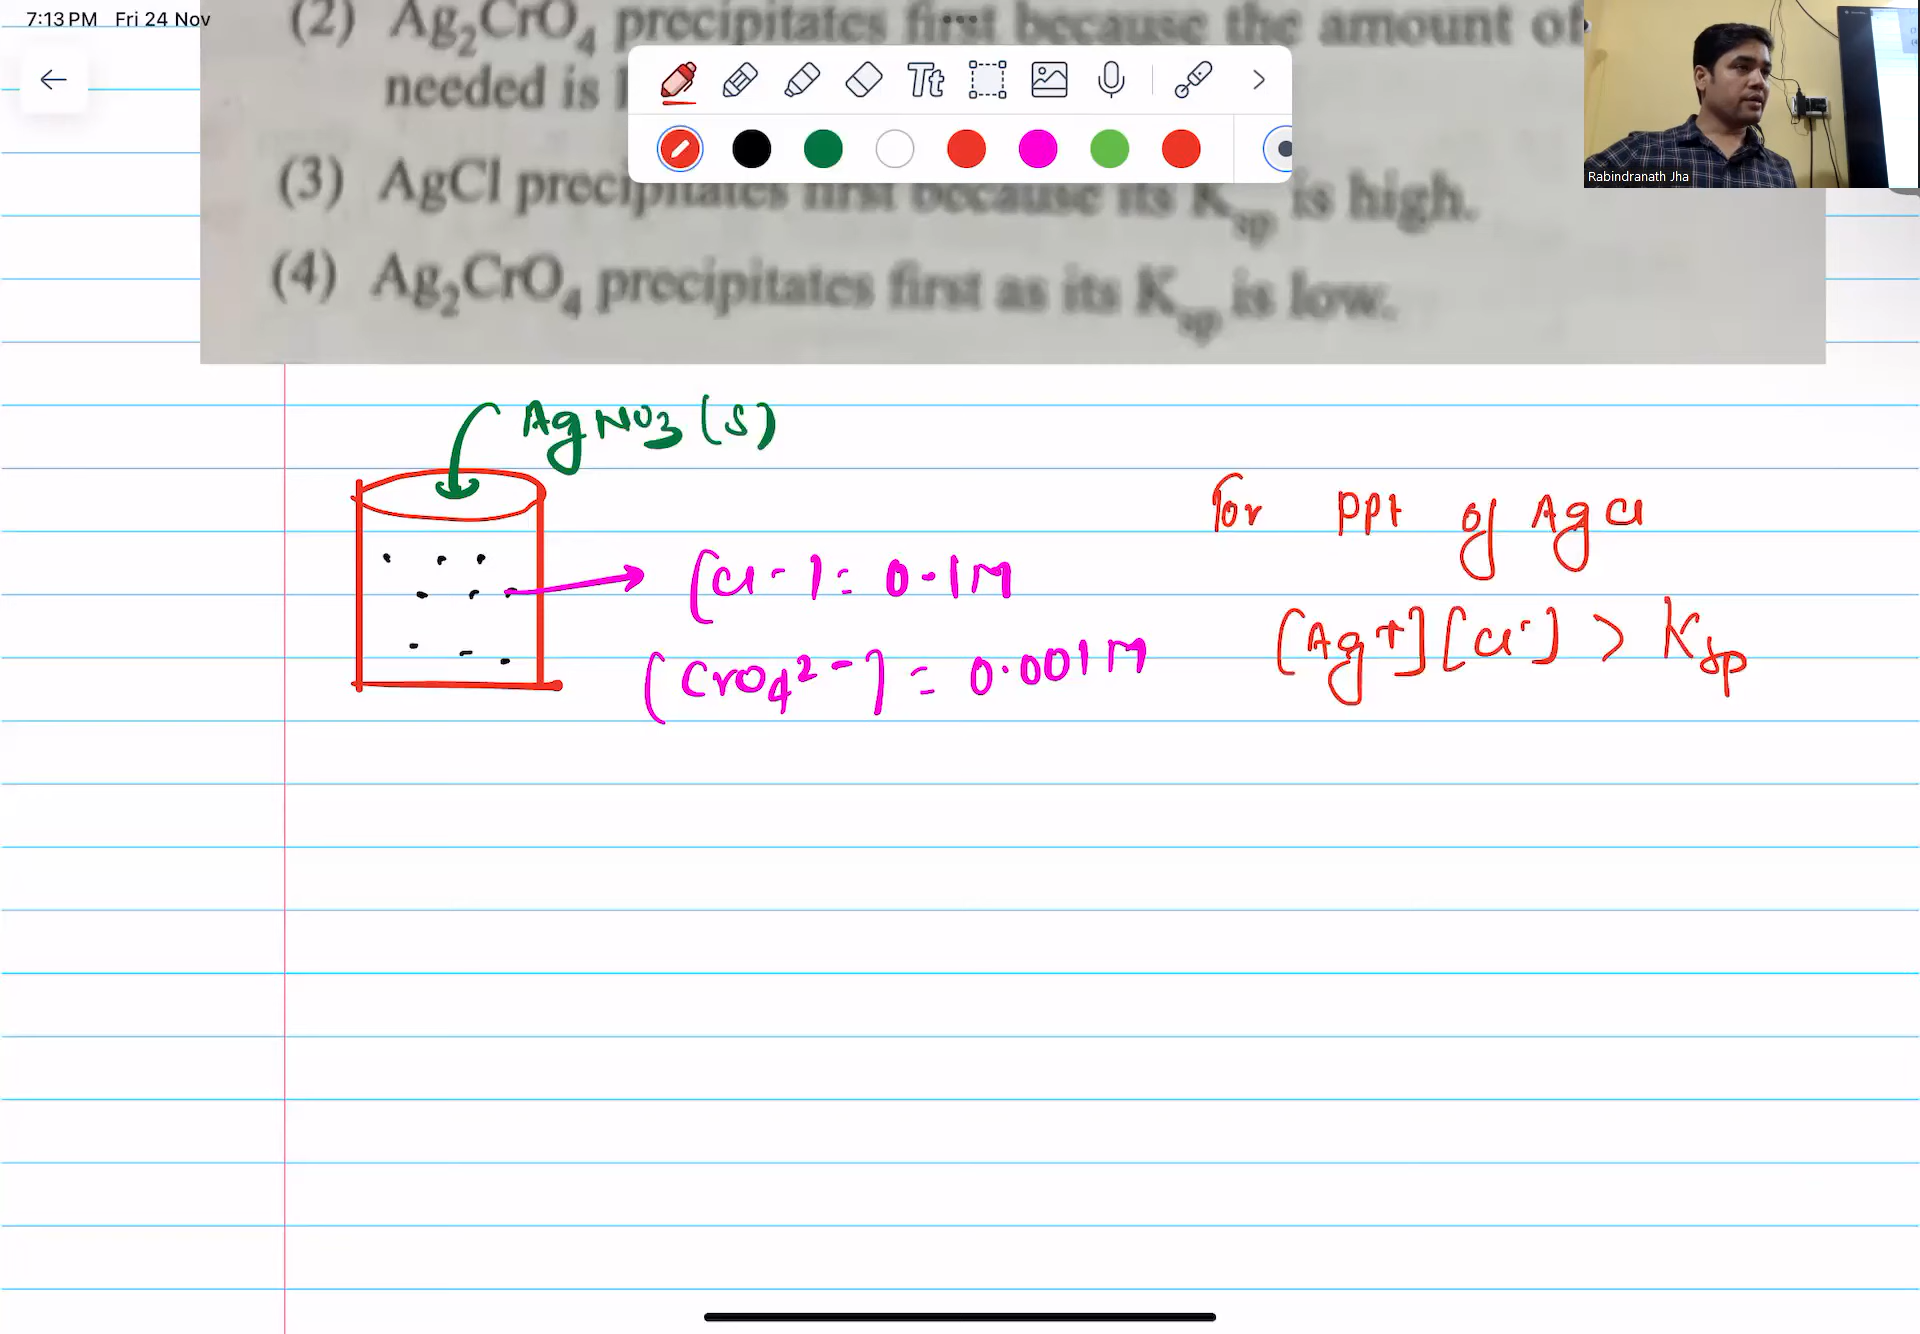 7:13 PM Fri 24 Nov
(2) Ag₂CrO₄ precipitates first because the amount of
needed is
Tt
(3) AgCl precipitates first because its Kₛₚ is high.
(4) Ag₂CrO₄ precipitates first as its Kₛₚ is low.
Rabindranath Jha
AgNO₃ (s)
[Cl⁻] = 0.1M
[CrO₄²⁻] = 0.001M
For ppt of AgCl
[Ag⁺][Cl⁻] > Kₛₚ